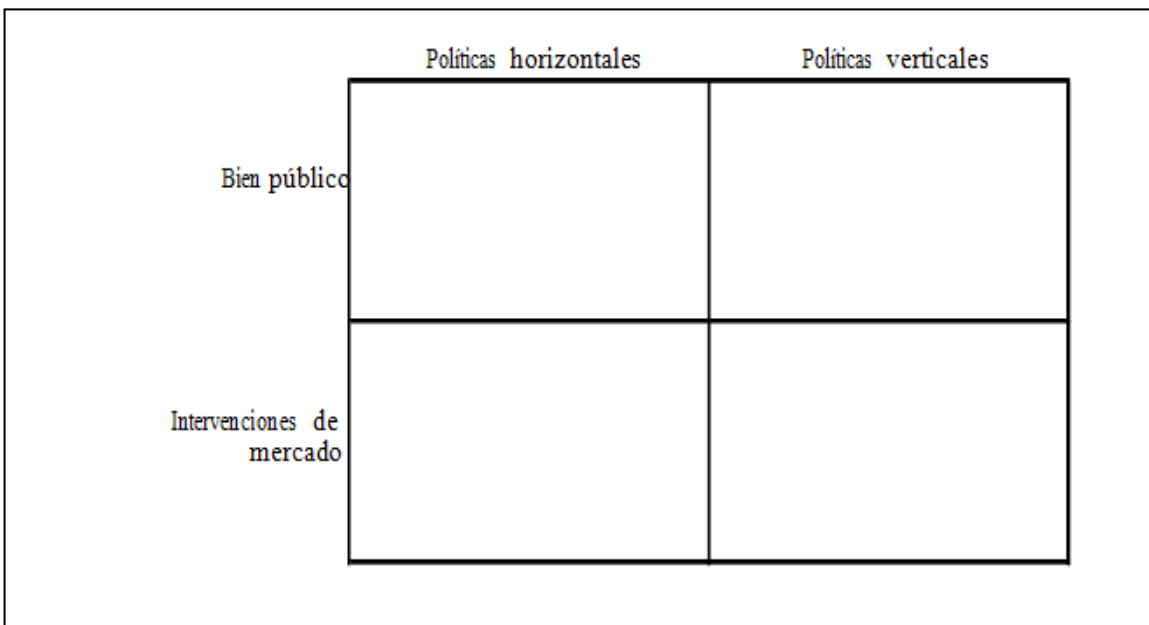 Políticas horizontales
Políticas verticales
Bien público
Intervenciones de
mercado